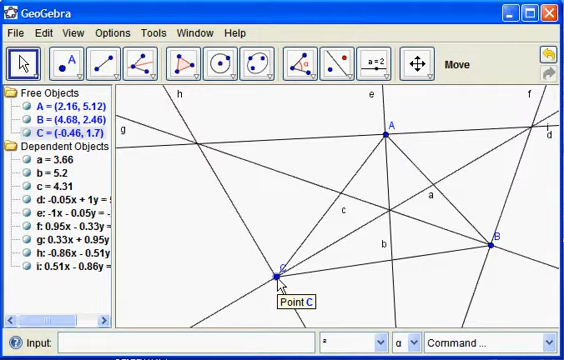 GeoGebra
File Edit View Options Tools Window Help
A a = 2 Move
Free Objects
A = (2.16, 5.12)
B = (4.68, 2.46)
C = (-0.46, 1.7)
Dependent Objects
a = 3.66
b = 5.2
c = 4.31
d: -0.05x + 1y =
e: -1x - 0.05y = -
f: 0.95x - 0.33y =
g: 0.33x + 0.95y
h: -0.86x - 0.51y
i: 0.51x - 0.86y =
h e f
g A i
d
c a
b B
C
Point C
Input: ² α Command ...